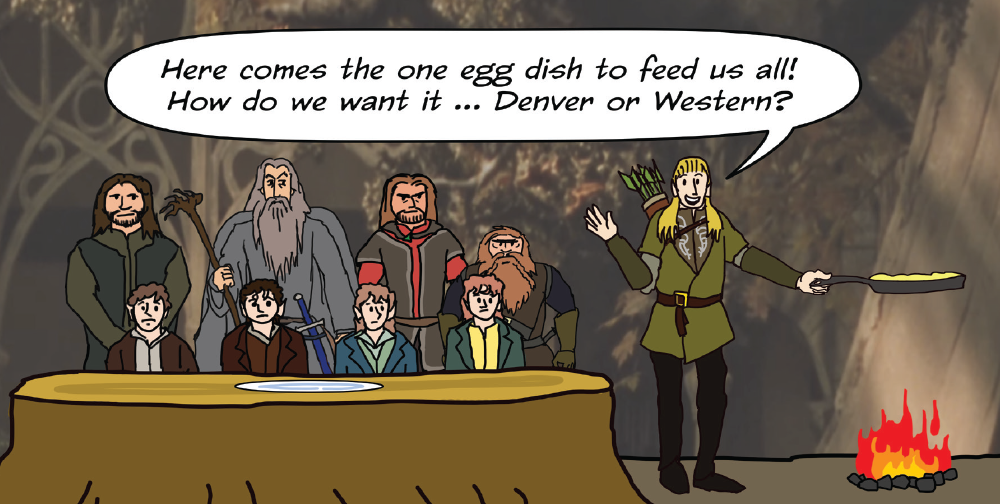 Here comes the one egg dish to feed us all!
How do we want it ... Denver or Western?